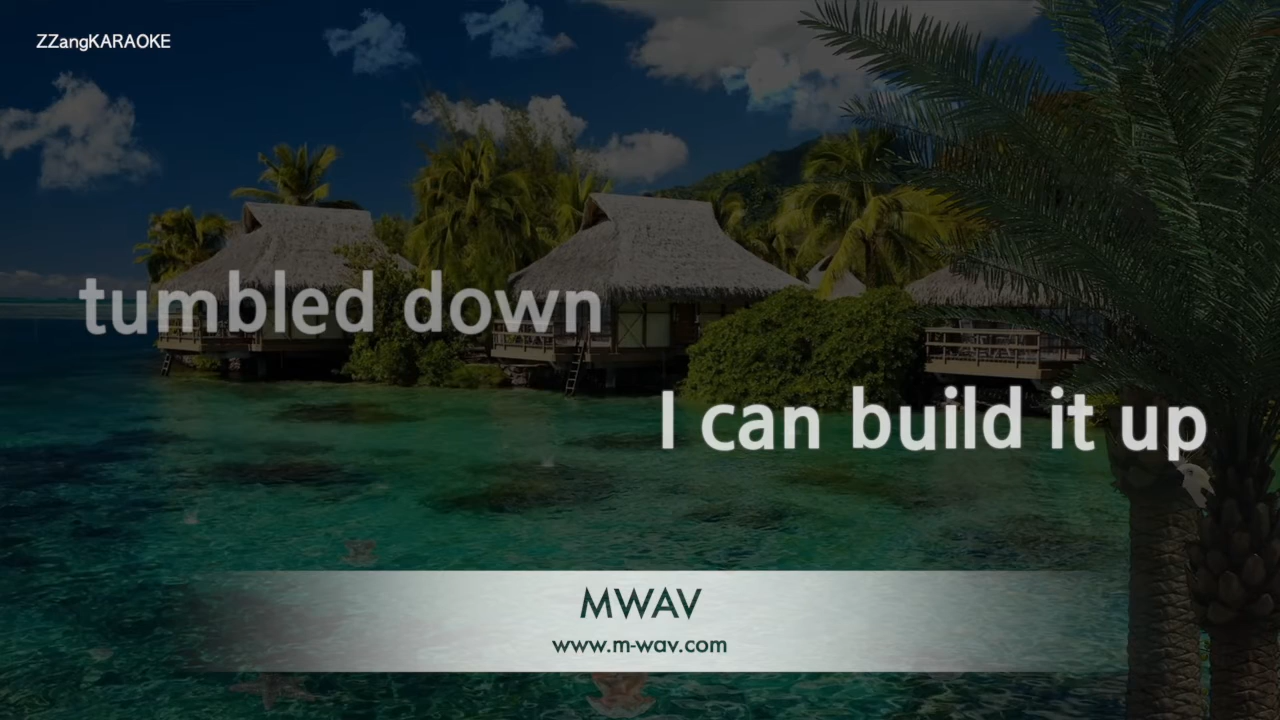 ZZangKARAOKE
tumbled down
I can build it up
MWAV
www.m-wav.com